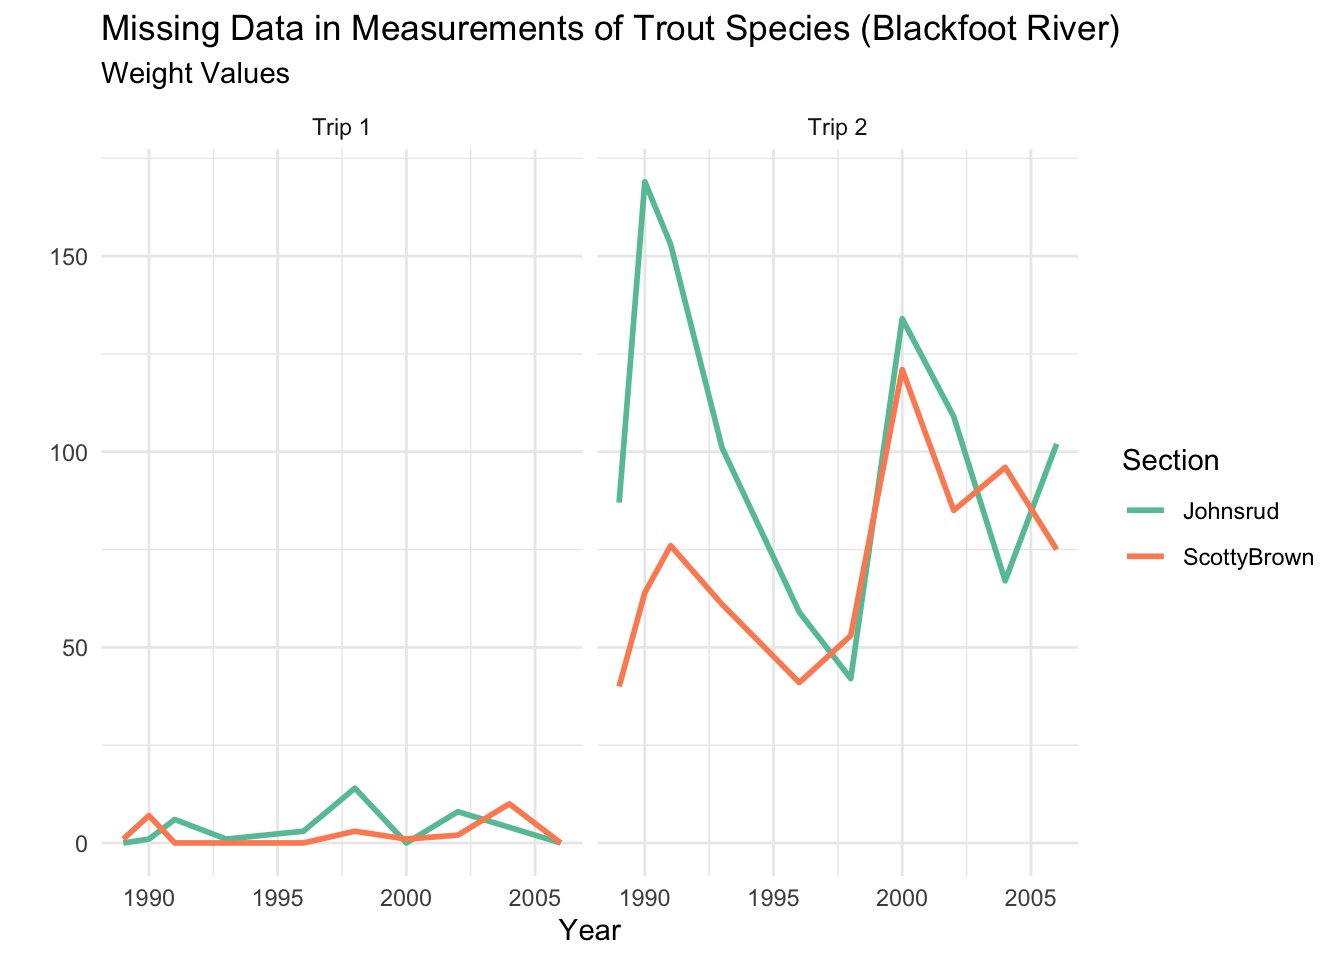 Missing Data in Measurements of Trout Species (Blackfoot River)
Weight Values
Trip 1 Trip 2
150
100
50
0
1990 1995 2000 2005 1990 1995 2000 2005
Year
Section
Johnsrud
ScottyBrown